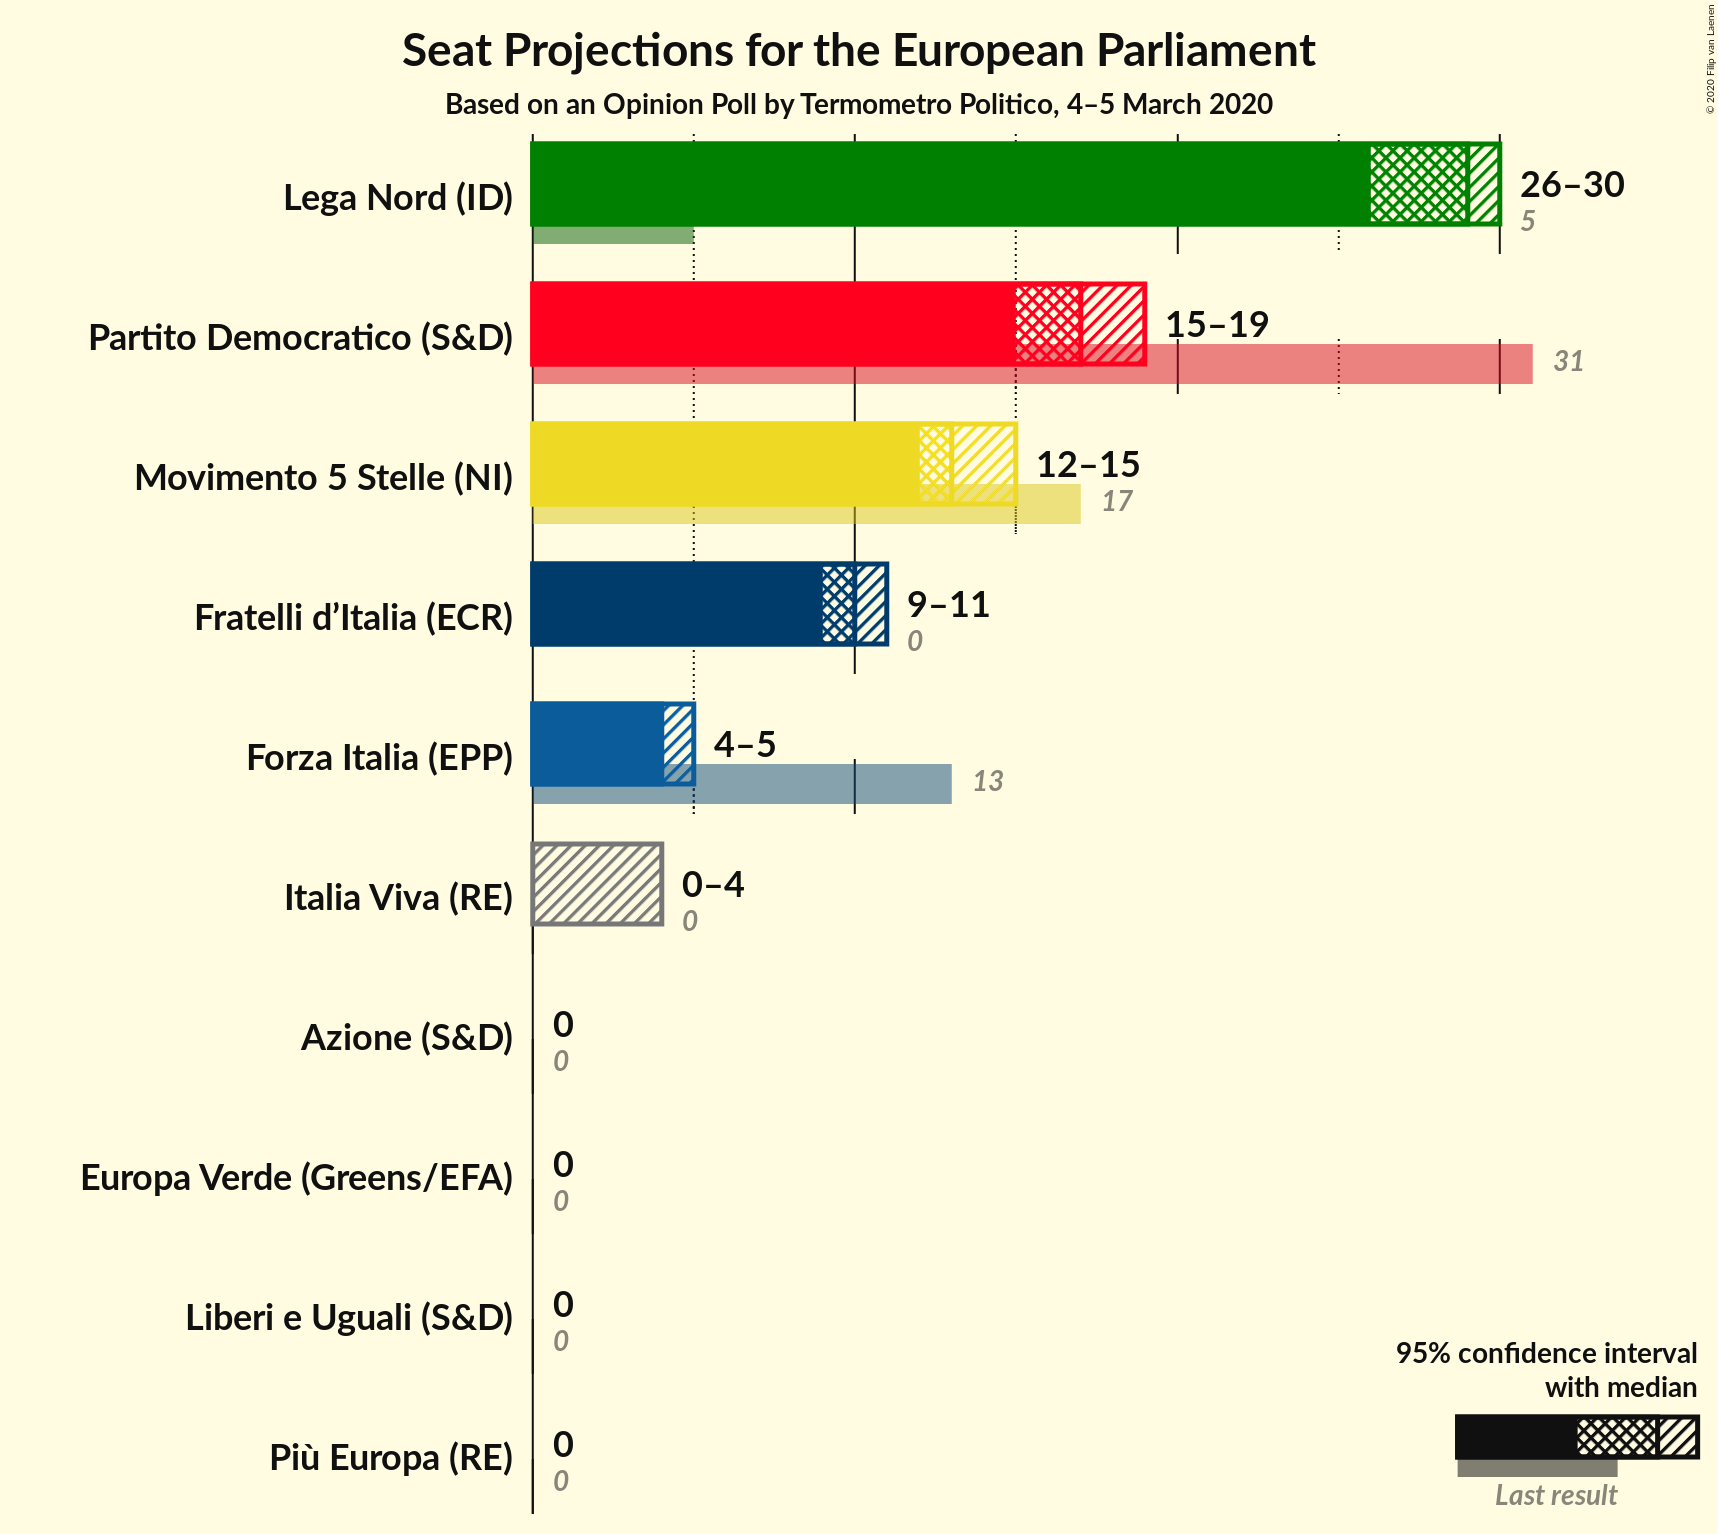 Seat Projections for the European Parliament
Based on an Opinion Poll by Termometro Politico, 4–5 March 2020
© 2020 Filip van Laenen
Lega Nord (ID)
26–30
5
Partito Democratico (S&D)
15–19
31
Movimento 5 Stelle (NI)
12–15
17
Fratelli d’Italia (ECR)
9–11
0
Forza Italia (EPP)
4–5
13
Italia Viva (RE)
0–4
0
Azione (S&D)
0
0
Europa Verde (Greens/EFA)
0
0
Liberi e Uguali (S&D)
0
0
Più Europa (RE)
0
0
95% confidence interval
with median
Last result